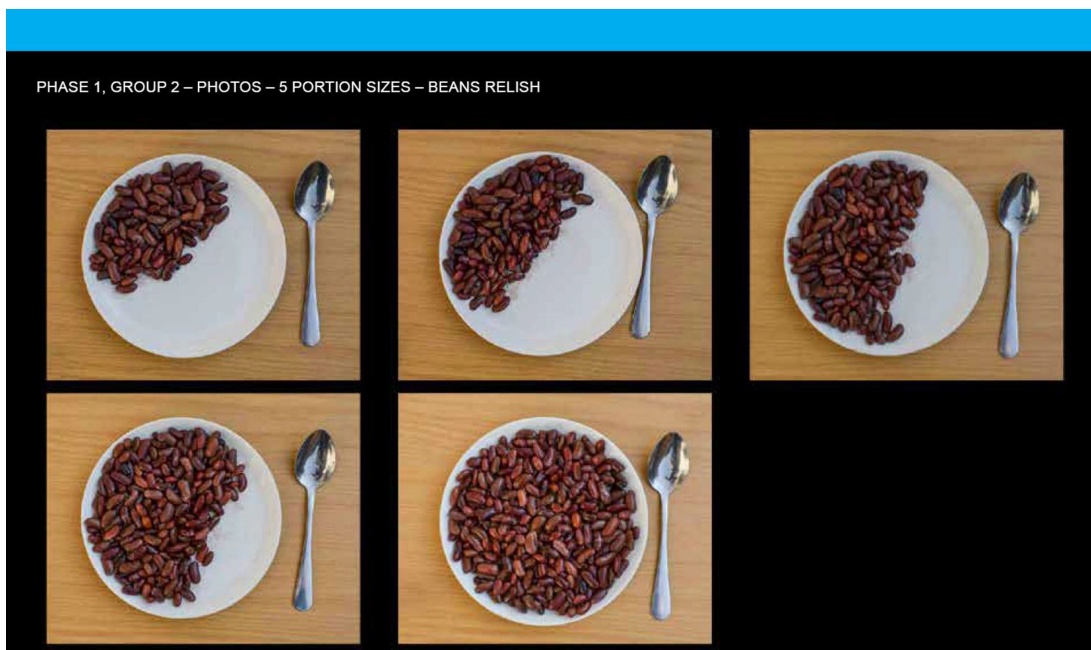 PHASE 1, GROUP 2 – PHOTOS – 5 PORTION SIZES – BEANS RELISH